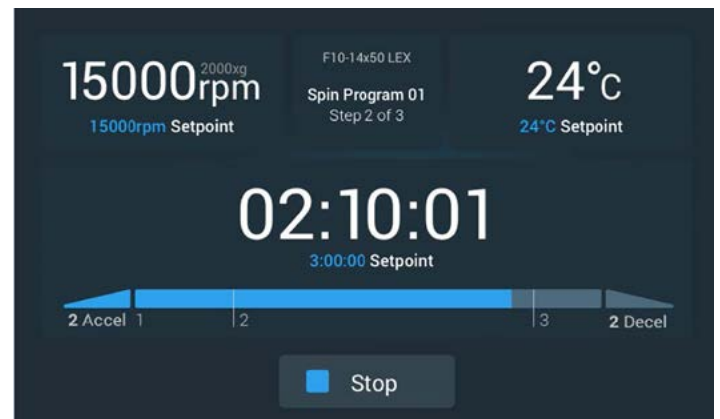 15000rpm 2000xg
15000rpm Setpoint
F10-14x50 LEX
Spin Program 01
Step 2 of 3
24°C
24°C Setpoint
02:10:01
3:00:00 Setpoint
2 Accel 1 2 3 2 Decel
Stop